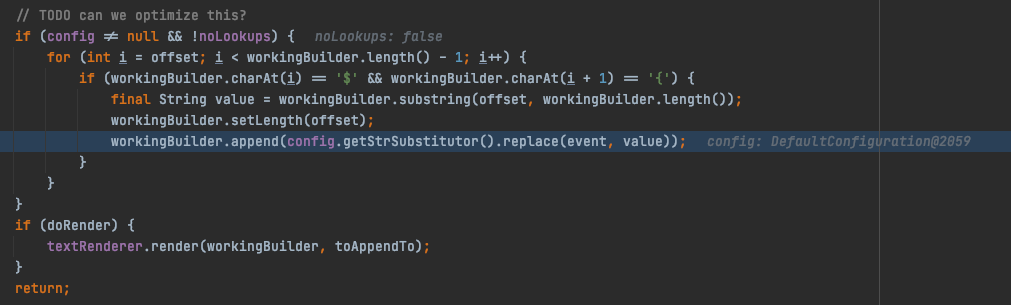 // TODO can we optimize this?
if (config ≠ null && !noLookups) {   noLookups: false
for (int i = offset; i < workingBuilder.length() - 1; i++) {
if (workingBuilder.charAt(i) == '$' && workingBuilder.charAt(i + 1) == '{') {
final String value = workingBuilder.substring(offset, workingBuilder.length());
workingBuilder.setLength(offset);
workingBuilder.append(config.getStrSubstitutor().replace(event, value));   config: DefaultConfiguration@2059
}
}
}
if (doRender) {
textRenderer.render(workingBuilder, toAppendTo);
}
return;